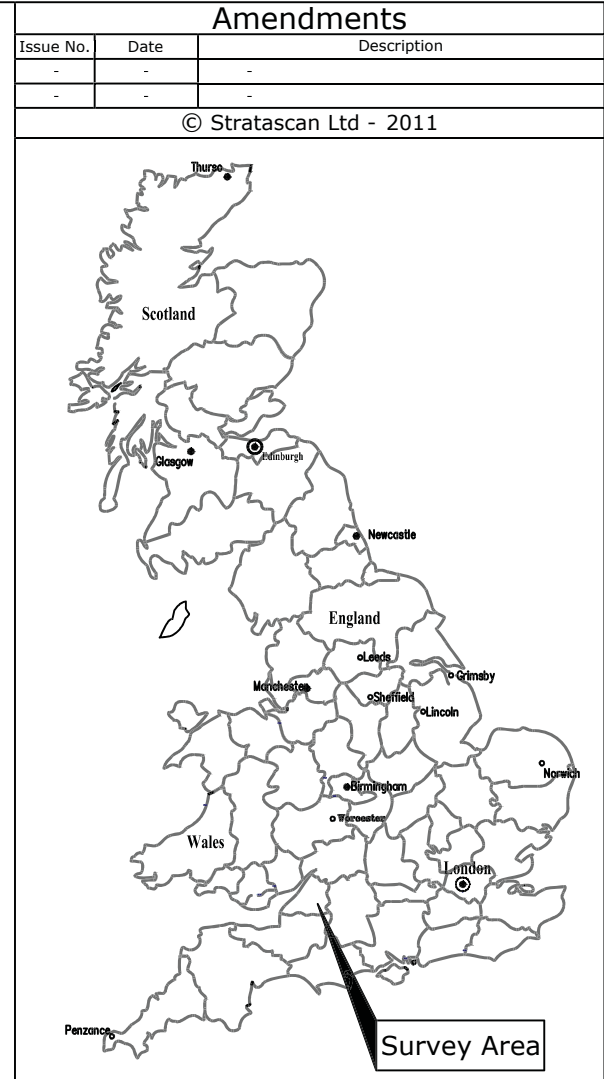 Amendments
Issue No. Date Description
- - -
- - -
© Stratascan Ltd - 2011
Thurso
Scotland
Edinburgh
Glasgow
Newcastle
England
Leeds
Grimsby
Manchester
Sheffield
Lincoln
Norwich
Birmingham
Worcester
Wales
London
Penzance
Survey Area